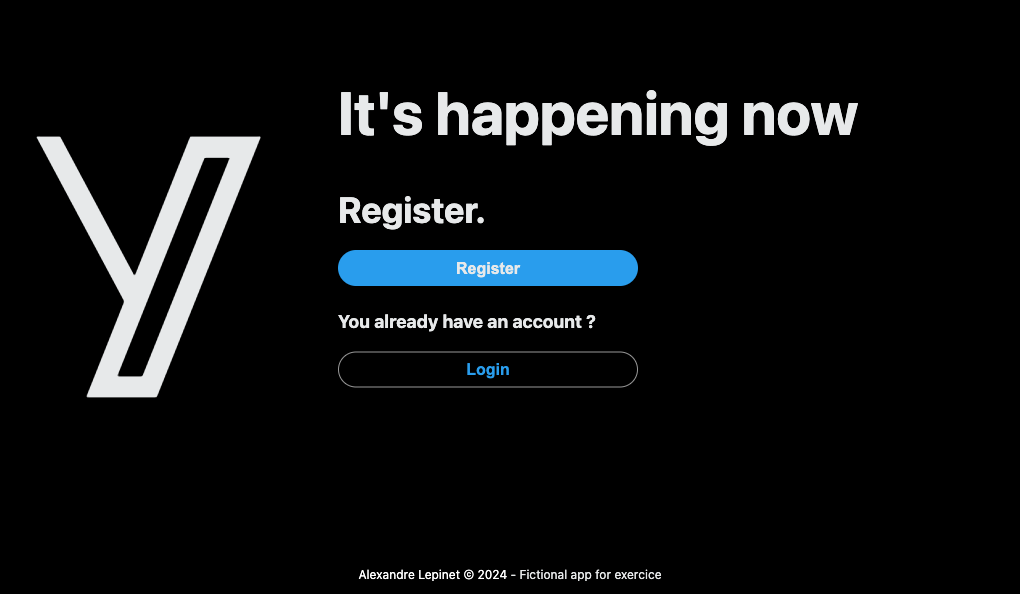 Y
It's happening now
Register.
Register
You already have an account ?
Login
Alexandre Lepinet © 2024 - Fictional app for exercice